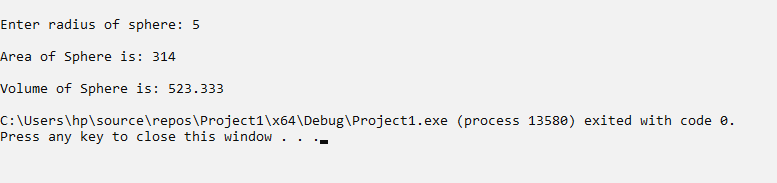 Enter radius of sphere: 5
Area of Sphere is: 314
Volume of Sphere is: 523.333
C:\Users\hp\source\repos\Project1\x64\Debug\Project1.exe (process 13580) exited with code 0.
Press any key to close this window . . .